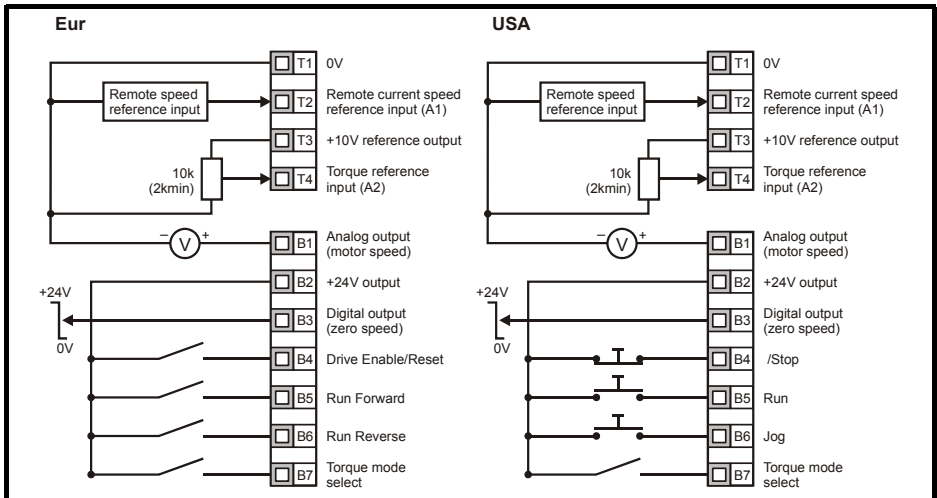 Eur
T1 0V
Remote speed
reference input
T2 Remote current speed
reference input (A1)
T3 +10V reference output
10k
(2kmin)
T4 Torque reference
input (A2)
− V +
B1 Analog output
(motor speed)
B2 +24V output
+24V
0V
B3 Digital output
(zero speed)
B4 Drive Enable/Reset
B5 Run Forward
B6 Run Reverse
B7 Torque mode
select
USA
T1 0V
Remote speed
reference input
T2 Remote current speed
reference input (A1)
T3 +10V reference output
10k
(2kmin)
T4 Torque reference
input (A2)
− V +
B1 Analog output
(motor speed)
B2 +24V output
+24V
0V
B3 Digital output
(zero speed)
B4 /Stop
B5 Run
B6 Jog
B7 Torque mode
select